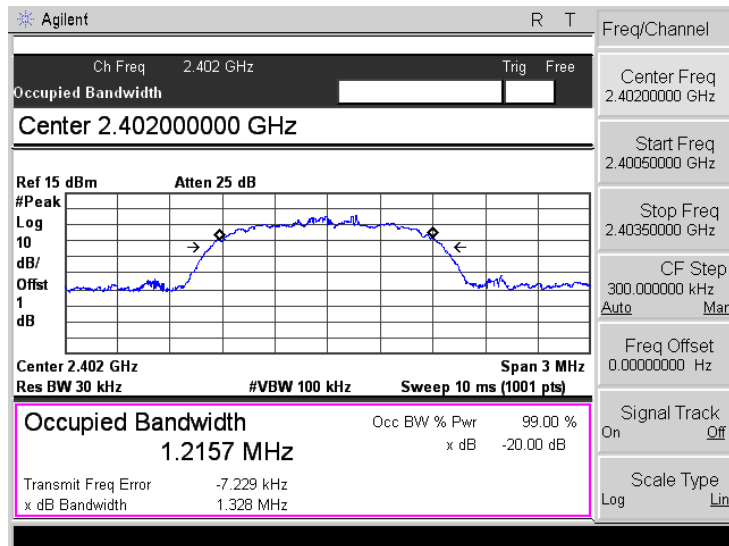 Agilent R T
Ch Freq 2.402 GHz Trig Free
Occupied Bandwidth
Center 2.402000000 GHz
Ref 15 dBm Atten 25 dB
#Peak
Log
10
dB/
Offst
1
dB
Center 2.402 GHz Span 3 MHz
Res BW 30 kHz #VBW 100 kHz Sweep 10 ms (1001 pts)
Occupied Bandwidth Occ BW % Pwr 99.00 %
1.2157 MHz x dB -20.00 dB
Transmit Freq Error -7.229 kHz
x dB Bandwidth 1.328 MHz
Freq/Channel
Center Freq
2.40200000 GHz
Start Freq
2.40050000 GHz
Stop Freq
2.40350000 GHz
CF Step
300.000000 kHz
Auto Mar
Freq Offset
0.00000000 Hz
Signal Track
On Off
Scale Type
Log Lin